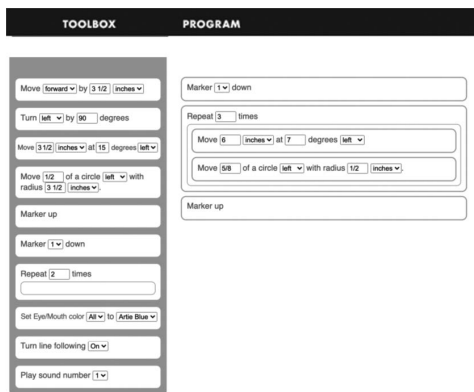 TOOLBOX
PROGRAM
Move forward by 3 1/2 inches
Turn left by 90 degrees
Move 3 1/2 inches at 15 degrees left
Move 1/2 of a circle left with
radius 3 1/2 inches.
Marker up
Marker 1 down
Repeat 2 times
Set Eye/Mouth color All to Artie Blue
Turn line following On
Play sound number 1
Marker 1 down
Repeat 3 times
Move 6 inches at 7 degrees left
Move 5/8 of a circle left with radius 1/2 inches.
Marker up